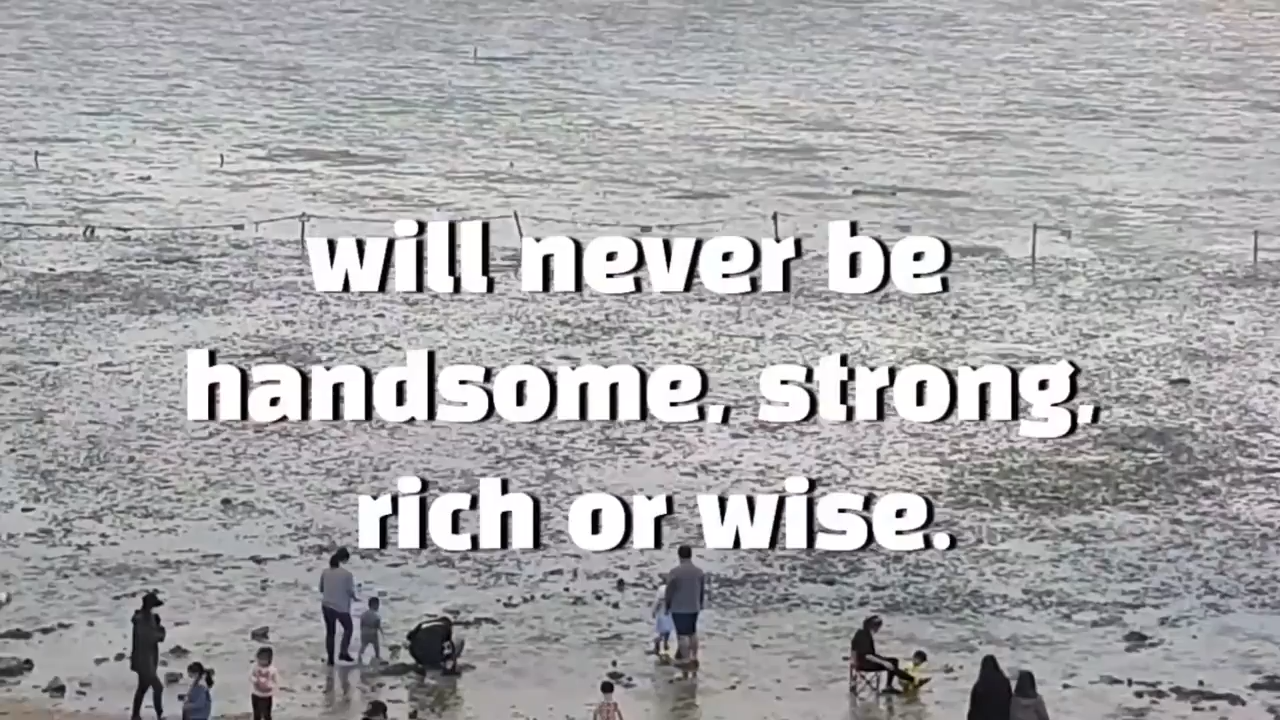 will never be
handsome, strong,
rich or wise.